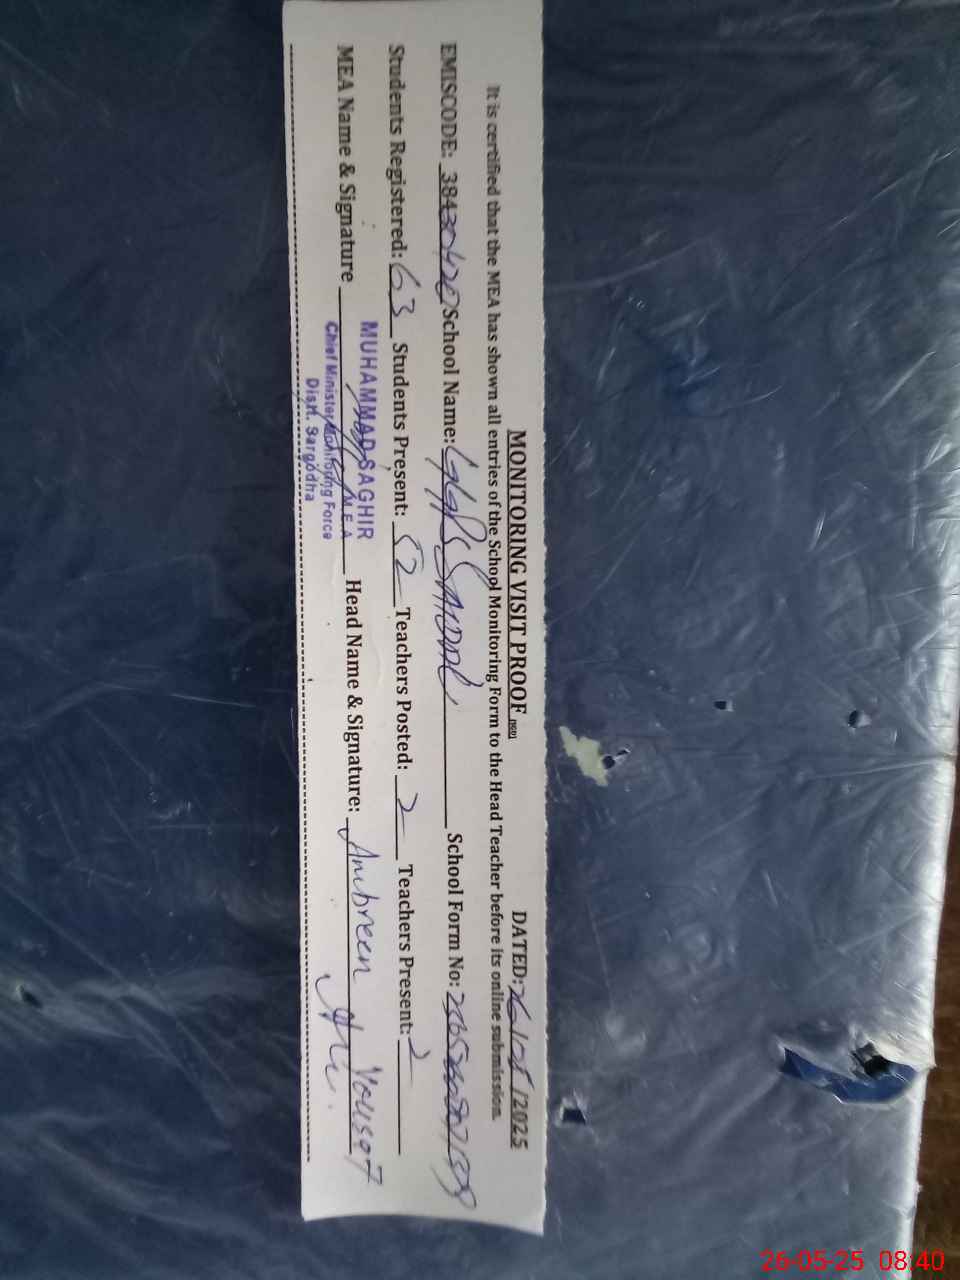 MONITORING VISIT PROOF DATED: 26/05/2025
It is certified that the MEA has shown all entries of the School Monitoring Form to the Head Teacher before its online submission.
EMISCODE: 38430420 School Name: School Form No:
Students Registered: 63 Students Present: 52 Teachers Posted: 2 Teachers Present: 2
MEA Name & Signature Head Name & Signature: Ambreen Yousaf
MUHAMMAD SAGHIR
M.E.A
Chief Minister Monitoring Force
Distt. Sargodha
26-05-25 08:40